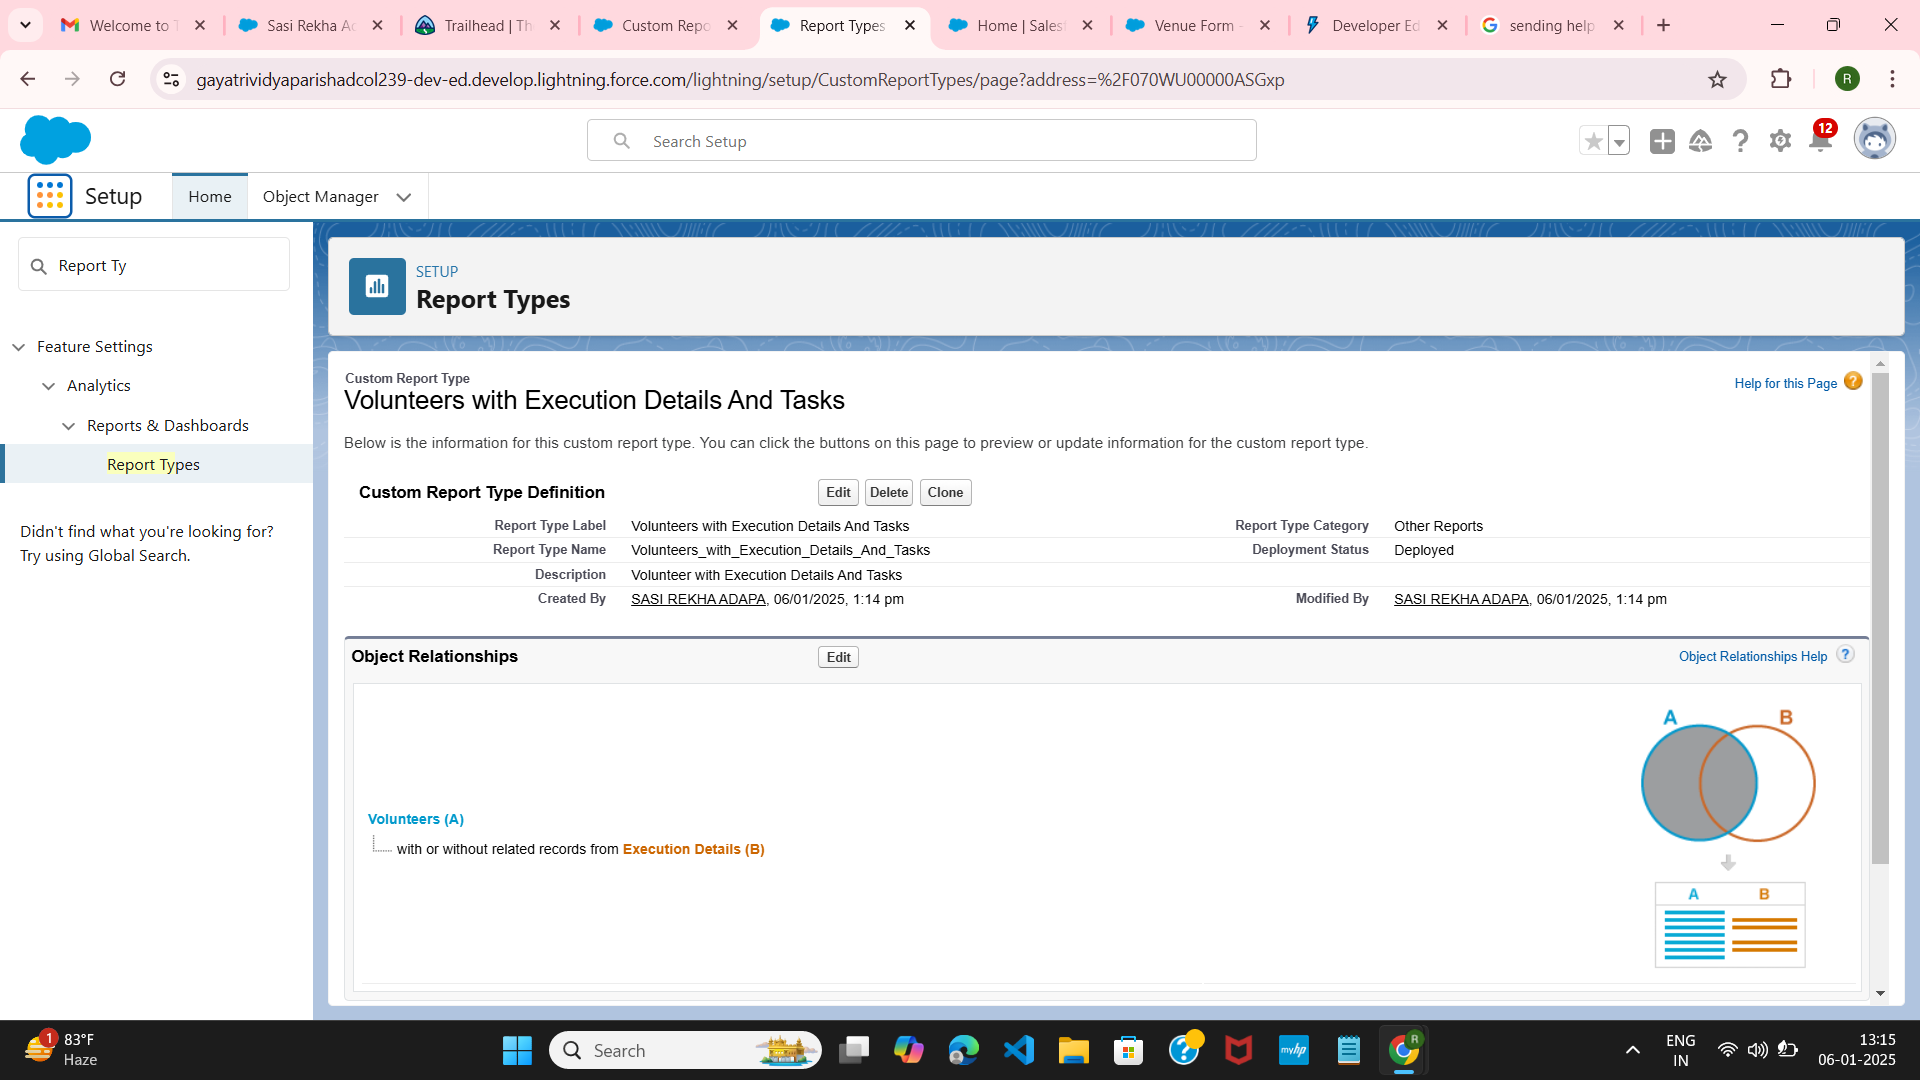 Welcome to T
Sasi Rekha Ad
Trailhead | Th
Custom Repo
Report Types
Home | Salesf
Venue Form -
Developer Ed
sending help
gayatrividyaparishadcol239-dev-ed.develop.lightning.force.com/lightning/setup/CustomReportTypes/page?address=%2F070WU00000ASGxp
R
Search Setup
12
Setup
Home
Object Manager
Report Ty
Feature Settings
Analytics
Reports & Dashboards
Report Types
Didn't find what you're looking for?
Try using Global Search.
SETUP
Report Types
Custom Report Type
Volunteers with Execution Details And Tasks
Help for this Page
Below is the information for this custom report type. You can click the buttons on this page to preview or update information for the custom report type.
Custom Report Type Definition
Edit
Delete
Clone
Report Type Label Volunteers with Execution Details And Tasks
Report Type Category Other Reports
Report Type Name Volunteers_with_Execution_Details_And_Tasks
Deployment Status Deployed
Description Volunteer with Execution Details And Tasks
Created By SASI REKHA ADAPA, 06/01/2025, 1:14 pm
Modified By SASI REKHA ADAPA, 06/01/2025, 1:14 pm
Object Relationships
Edit
Object Relationships Help
A B
Volunteers (A)
with or without related records from Execution Details (B)
A B
1
83°F
Haze
Search
myhp
R
ENG
IN
13:15
06-01-2025